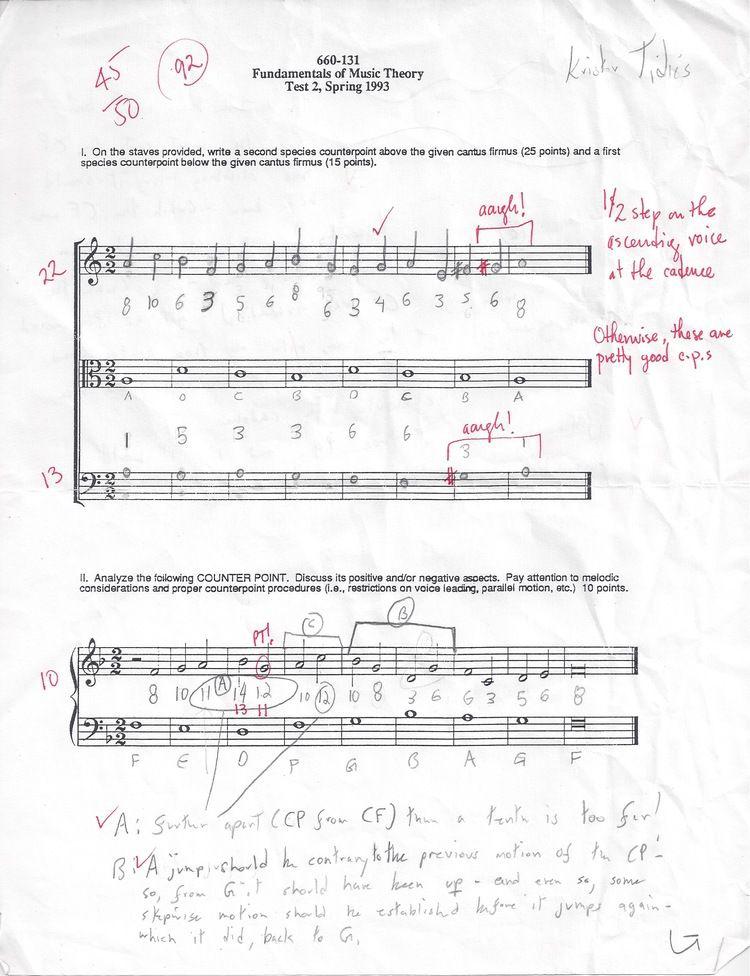 660-131
Fundamentals of Music Theory
Test 2, Spring 1993
45
/50
92
I. On the staves provided, write a second species counterpoint above the given cantus firmus (25 points) and a first
species counterpoint below the given cantus firmus (15 points).
aaugh!
1/2 step on the
ascending voice
at the cadence
22
8 10 6 3 5 6 8 6 3 4 6 3 5 6 8
Otherwise, these are
pretty good c.p.s
A D C B D C B A
1 5 3 3 6 6 3 1
aaugh!
13
II. Analyze the following COUNTER POINT. Discuss its positive and/or negative aspects. Pay attention to melodic
considerations and proper counterpoint procedures (i.e., restrictions on voice leading, parallel motion, etc.) 10 points.
PT!
C
B
10
8 10 11 A 14 12 10 12 10 8 3 6 6 3 5 6 8
13 11
F E D F G B A G F
A: further apart (CP from CF) than a tenth is too far!
B: A jump should be contrary to the previous motion of the CP -
so, from G it should have been up - and even so, some
stepwise motion should be established before it jumps again -
which it did, back to G.